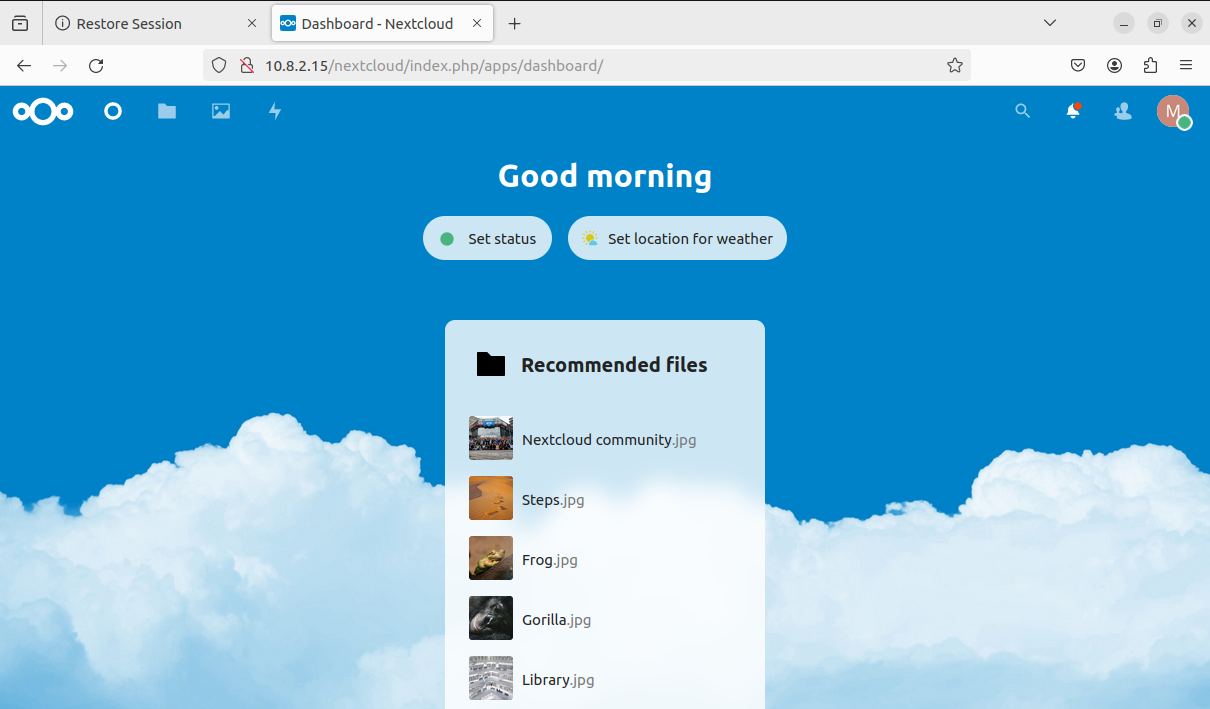 Restore Session
Dashboard - Nextcloud
10.8.2.15/nextcloud/index.php/apps/dashboard/
M
Good morning
Set status
Set location for weather
Recommended files
Nextcloud community.jpg
Steps.jpg
Frog.jpg
Gorilla.jpg
Library.jpg